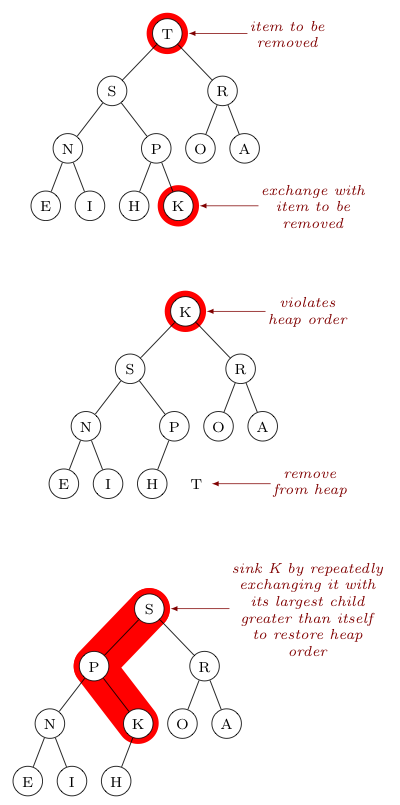 T
item to be
removed
S R
N P O A
E I H K
exchange with
item to be
removed
K
violates
heap order
S R
N P O A
E I H T
remove
from heap
sink K by repeatedly
exchanging it with
its largest child
greater than itself
to restore heap
order
S
P R
N K O A
E I H